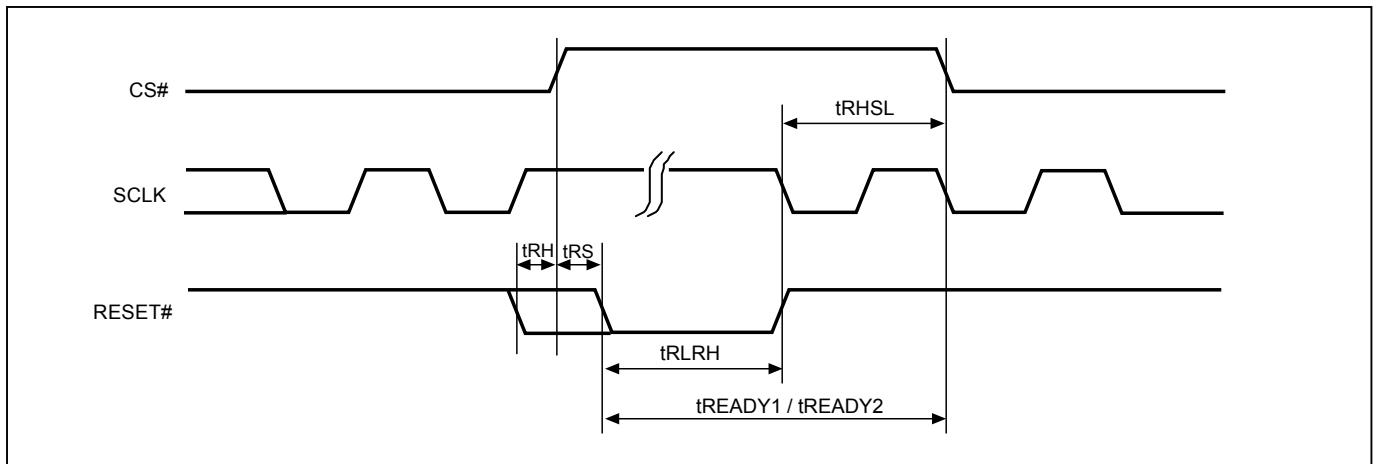 CS#
tRHSL
SCLK
tRH tRS
RESET#
tRLRH
tREADY1 / tREADY2